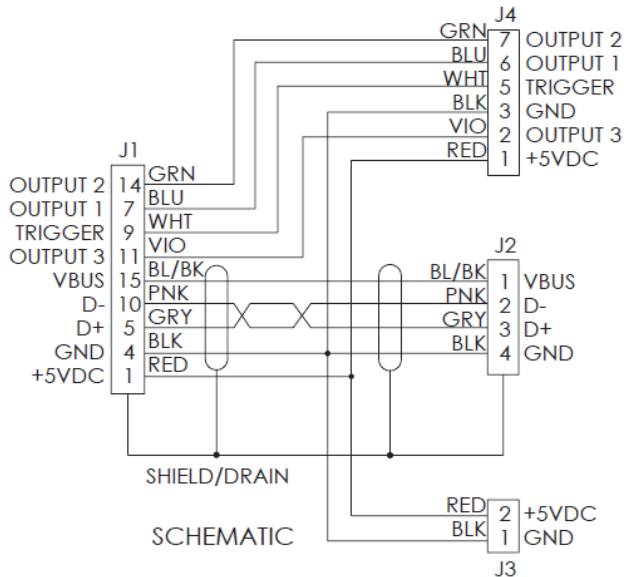 J4
GRN 7 OUTPUT 2
BLU 6 OUTPUT 1
WHT 5 TRIGGER
BLK 3 GND
VIO 2 OUTPUT 3
RED 1 +5VDC
J1
OUTPUT 2 14 GRN
OUTPUT 1 7 BLU
TRIGGER 9 WHT
OUTPUT 3 11 VIO
VBUS 15 BL/BK
D- 10 PNK
D+ 5 GRY
GND 4 BLK
+5VDC 1 RED
J2
BL/BK 1 VBUS
PNK 2 D-
GRY 3 D+
BLK 4 GND
SHIELD/DRAIN
SCHEMATIC
RED 2 +5VDC
BLK 1 GND
J3